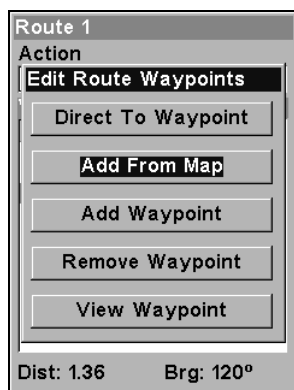 Route 1
Action
Edit Route Waypoints
Direct To Waypoint
Add From Map
Add Waypoint
Remove Waypoint
View Waypoint
Dist: 1.36 Brg: 120º